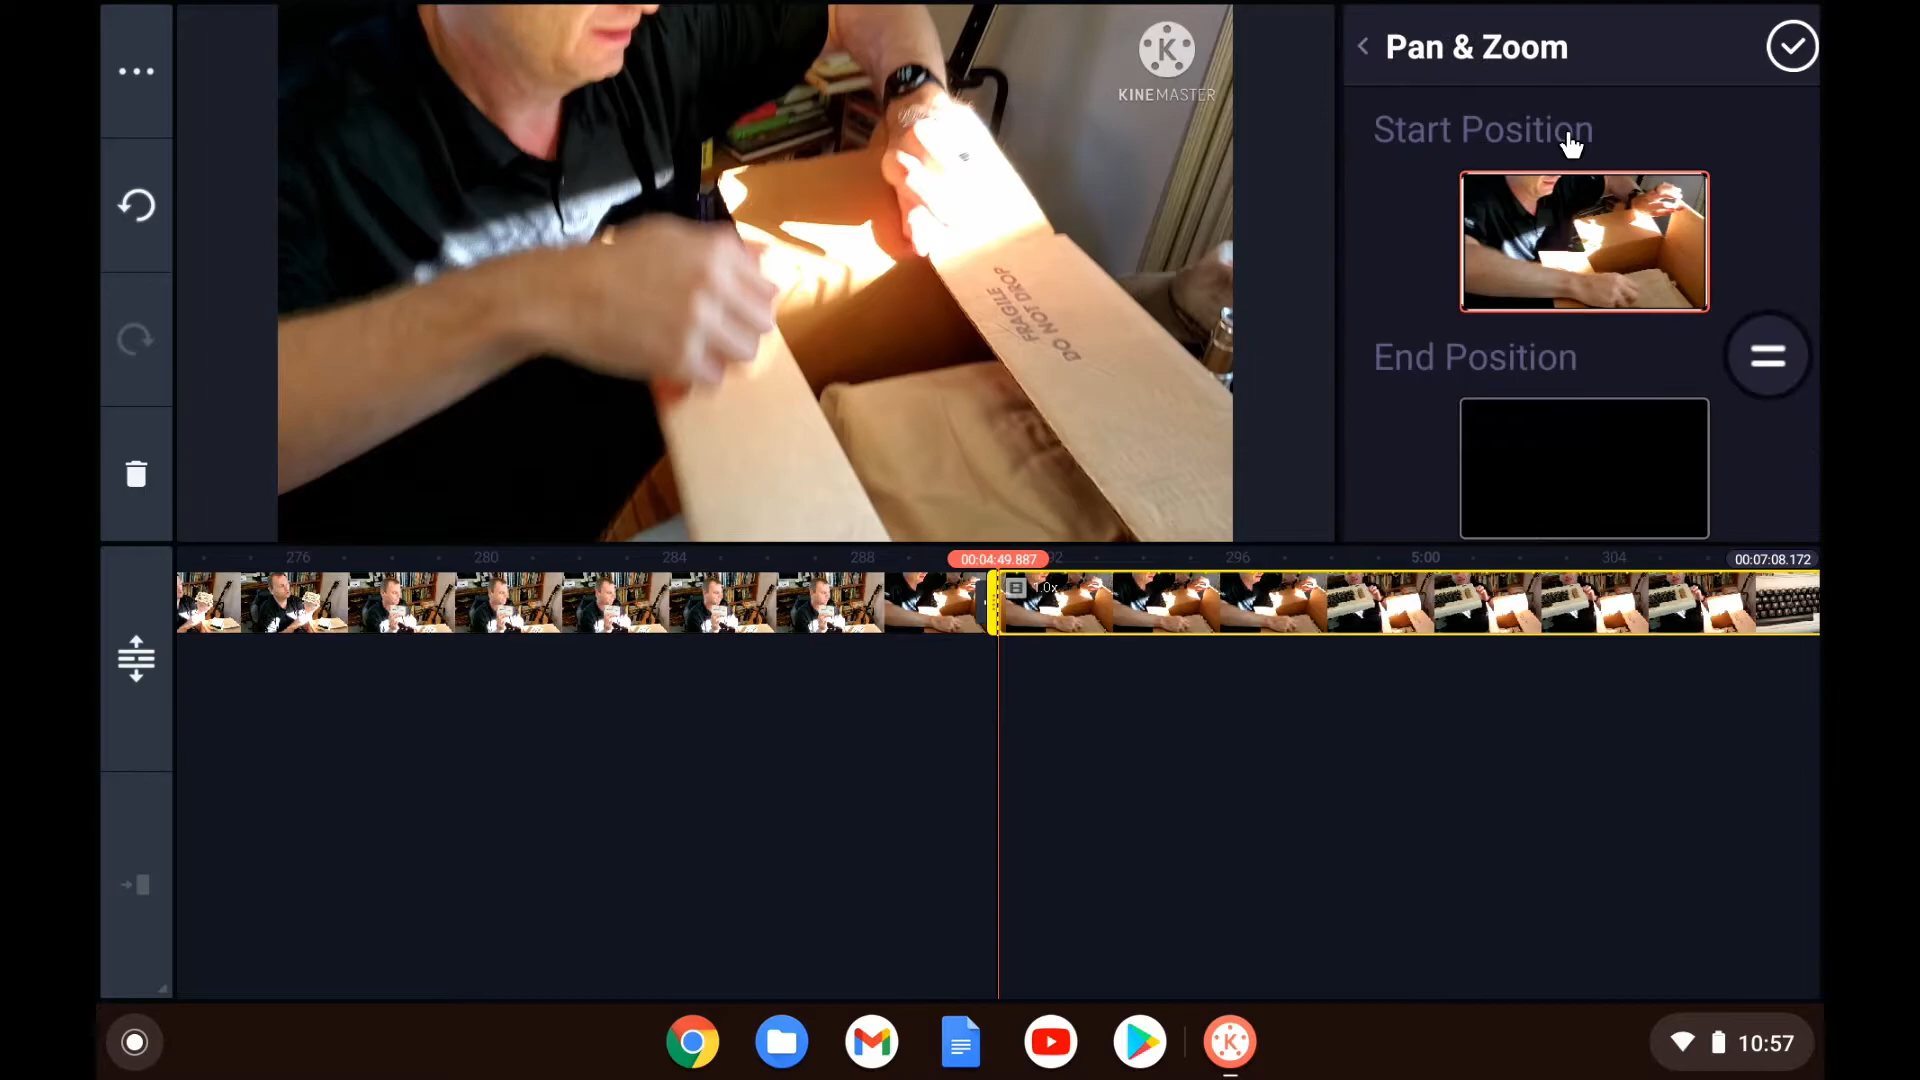 Pan & Zoom
KINEMASTER
Start Position
FRAGILE
DO NOT DROP
End Position
276
280
284
288
00:04:49.887
92
296
5:00
304
00:07:08.172
1.0x
10:57